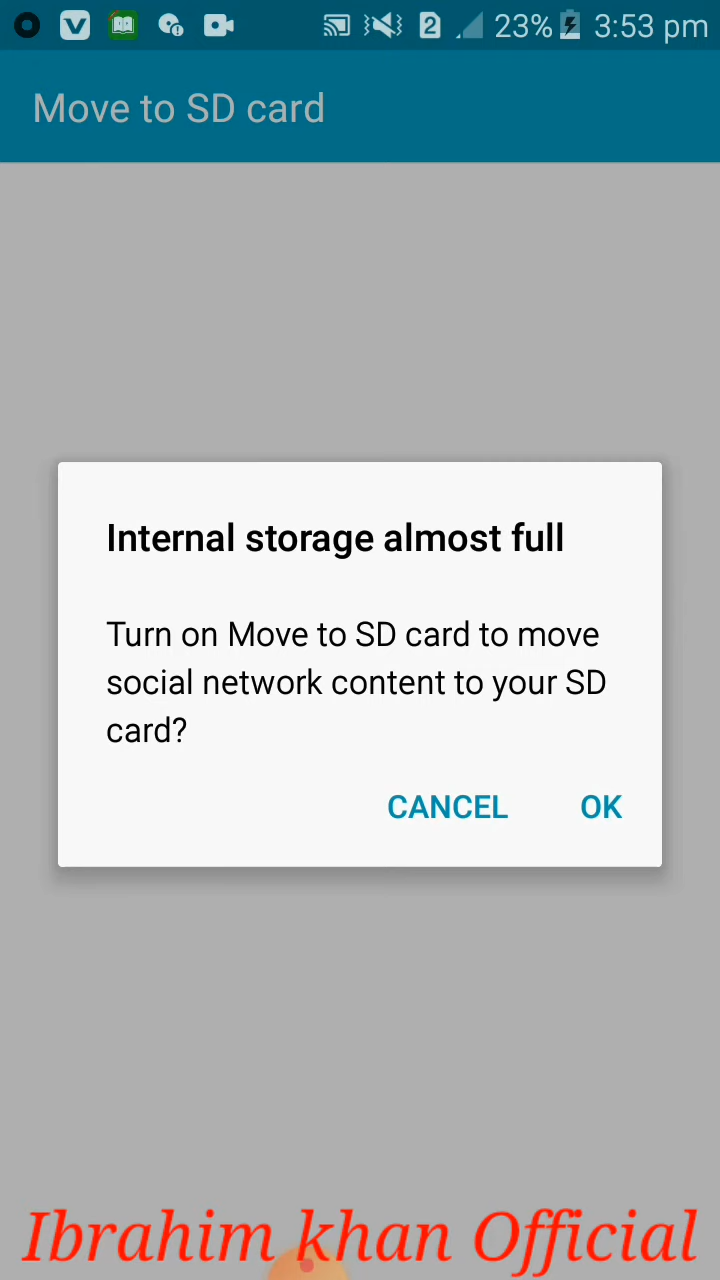 2 23% 3:53 pm
Move to SD card
Internal storage almost full
Turn on Move to SD card to move
social network content to your SD
card?
CANCEL OK
Ibrahim khan Official